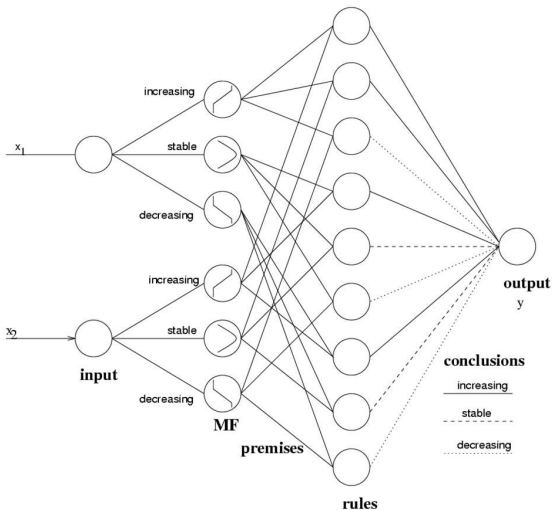 increasing
x1
stable
decreasing
increasing
x2
stable
input
decreasing
MF
premises
rules
output
y
conclusions
increasing
stable
decreasing